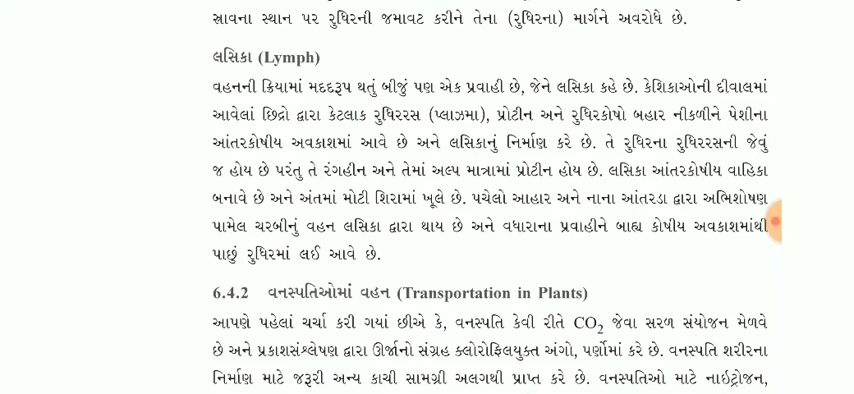 સ્રાવના સ્થાન પર રુધિરની જમાવટ કરીને તેના (રુધિરના) માર્ગને અવરોધે છે.
લસિકા (Lymph)
વહનની ક્રિયામાં મદદરૂપ થતું બીજું પણ એક પ્રવાહી છે, જેને લસિકા કહે છે. કેશિકાઓની દીવાલમાં
આવેલાં છિદ્રો દ્વારા કેટલાક રુધિરરસ (પ્લાઝમા), પ્રોટીન અને રુધિરકોષો બહાર નીકળીને પેશીના
આંતરકોષીય અવકાશમાં આવે છે અને લસિકાનું નિર્માણ કરે છે. તે રુધિરના રુધિરરસની જેવું
જ હોય છે પરંતુ તે રંગહીન અને તેમાં અલ્પ માત્રામાં પ્રોટીન હોય છે. લસિકા આંતરકોષીય વાહિકા
બનાવે છે અને અંતમાં મોટી શિરામાં ખૂલે છે. પચેલો આહાર અને નાના આંતરડા દ્વારા અભિશોષણ
પામેલ ચરબીનું વહન લસિકા દ્વારા થાય છે અને વધારાના પ્રવાહીને બાહ્ય કોષીય અવકાશમાંથી
પાછું રુધિરમાં લઈ આવે છે.
6.4.2 વનસ્પતિઓમાં વહન (Transportation in Plants)
આપણે પહેલાં ચર્ચા કરી ગયાં છીએ કે, વનસ્પતિ કેવી રીતે CO₂ જેવા સરળ સંયોજન મેળવે
છે અને પ્રકાશસંશ્લેષણ દ્વારા ઊર્જાનો સંગ્રહ ક્લોરોફિલયુક્ત અંગો, પર્ણોમાં કરે છે. વનસ્પતિ શરીરના
નિર્માણ માટે જરૂરી અન્ય કાચી સામગ્રી અલગથી પ્રાપ્ત કરે છે. વનસ્પતિઓ માટે નાઇટ્રોજન,